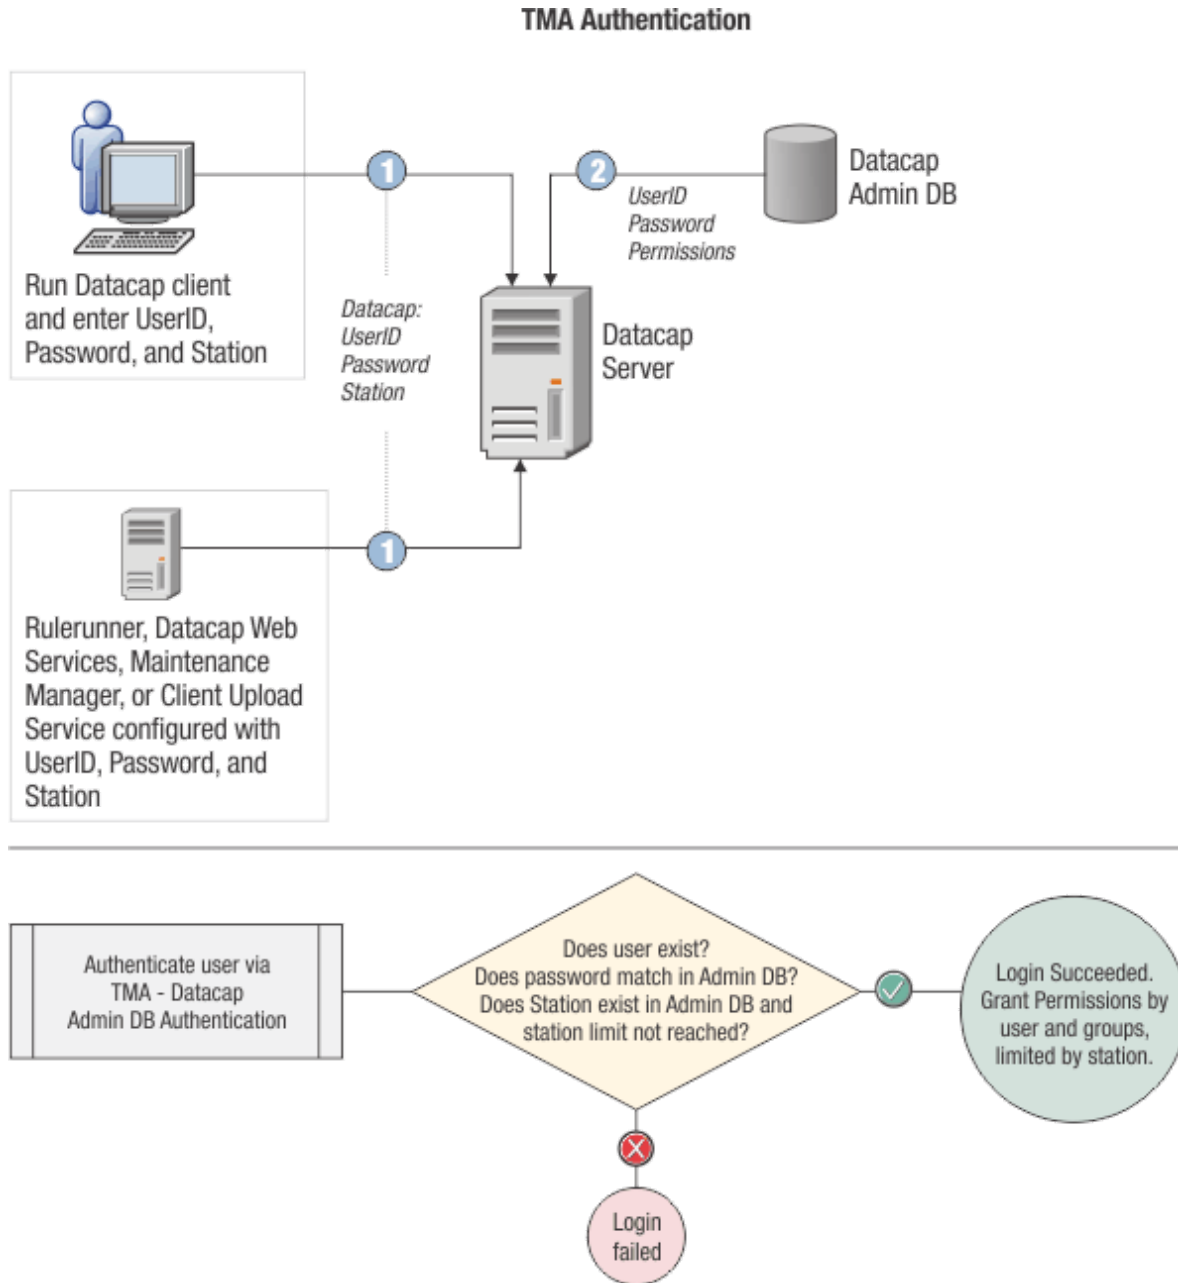 TMA Authentication
1
2
Datacap
Admin DB
UserID
Password
Permissions
Run Datacap client
and enter UserID,
Password, and Station
Datacap:
UserID
Password
Station
Datacap
Server
1
Rulerunner, Datacap Web
Services, Maintenance
Manager, or Client Upload
Service configured with
UserID, Password, and
Station
Authenticate user via
TMA - Datacap
Admin DB Authentication
Does user exist?
Does password match in Admin DB?
Does Station exist in Admin DB and
station limit not reached?
Login Succeeded.
Grant Permissions by
user and groups,
limited by station.
Login
failed